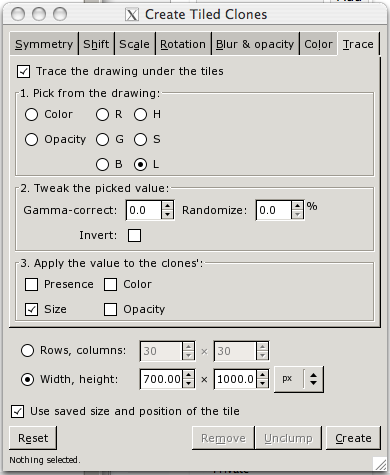 Create Tiled Clones
Symmetry Shift Scale Rotation Blur & opacity Color Trace
Trace the drawing under the tiles
1. Pick from the drawing:
Color R H
Opacity G S
B L
2. Tweak the picked value:
Gamma-correct: 0.0 Randomize: 0.0 %
Invert:
3. Apply the value to the clones':
Presence Color
Size Opacity
Rows, columns: 30 × 30
Width, height: 700.00 × 1000.0 px
Use saved size and position of the tile
Reset Remove Unclump Create
Nothing selected.